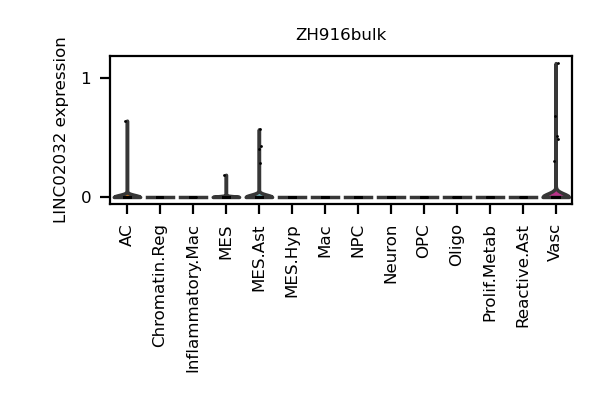 ZH916bulk
LINC02032 expression
1
0
AC
Chromatin.Reg
Inflammatory.Mac
MES
MES.Ast
MES.Hyp
Mac
NPC
Neuron
OPC
Oligo
Prolif.Metab
Reactive.Ast
Vasc